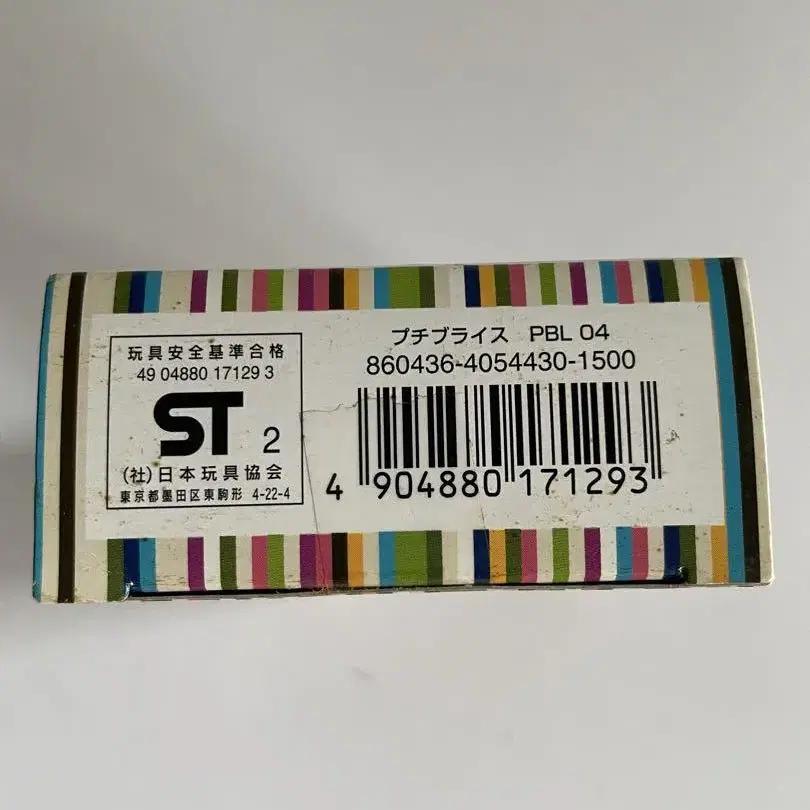 玩具安全基準合格
49 04880 17129 3
ST 2
(社)日本玩具協会
東京都墨田区東駒形 4-22-4
プチブライス PBL 04
860436-4054430-1500
4 904880 171293